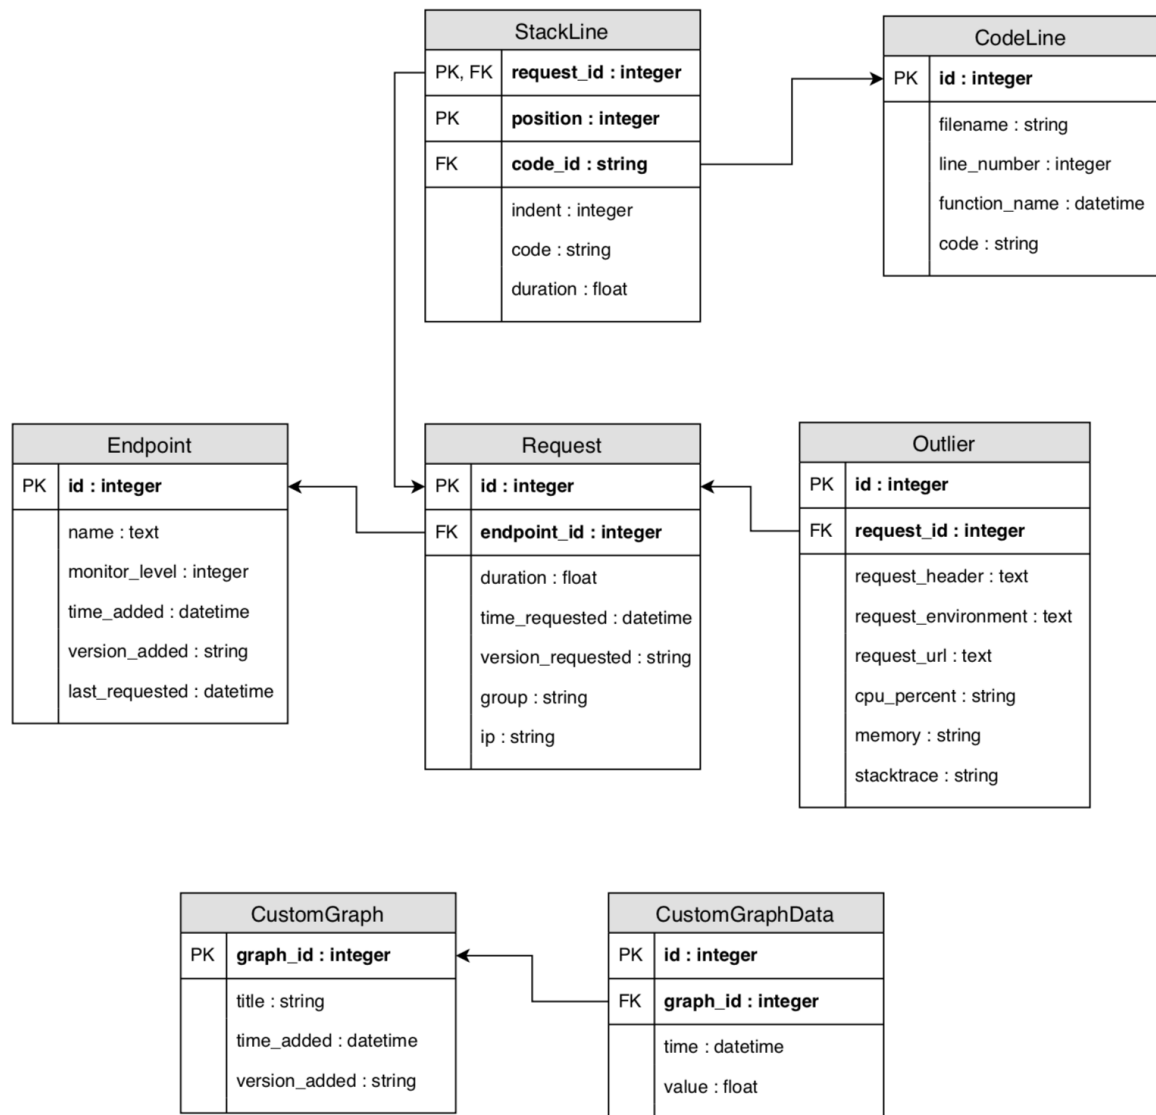 StackLine
PK, FK request_id : integer
PK position : integer
FK code_id : string
indent : integer
code : string
duration : float
CodeLine
PK id : integer
filename : string
line_number : integer
function_name : datetime
code : string
Endpoint
PK id : integer
name : text
monitor_level : integer
time_added : datetime
version_added : string
last_requested : datetime
Request
PK id : integer
FK endpoint_id : integer
duration : float
time_requested : datetime
version_requested : string
group : string
ip : string
Outlier
PK id : integer
FK request_id : integer
request_header : text
request_environment : text
request_url : text
cpu_percent : string
memory : string
stacktrace : string
CustomGraph
PK graph_id : integer
title : string
time_added : datetime
version_added : string
CustomGraphData
PK id : integer
FK graph_id : integer
time : datetime
value : float